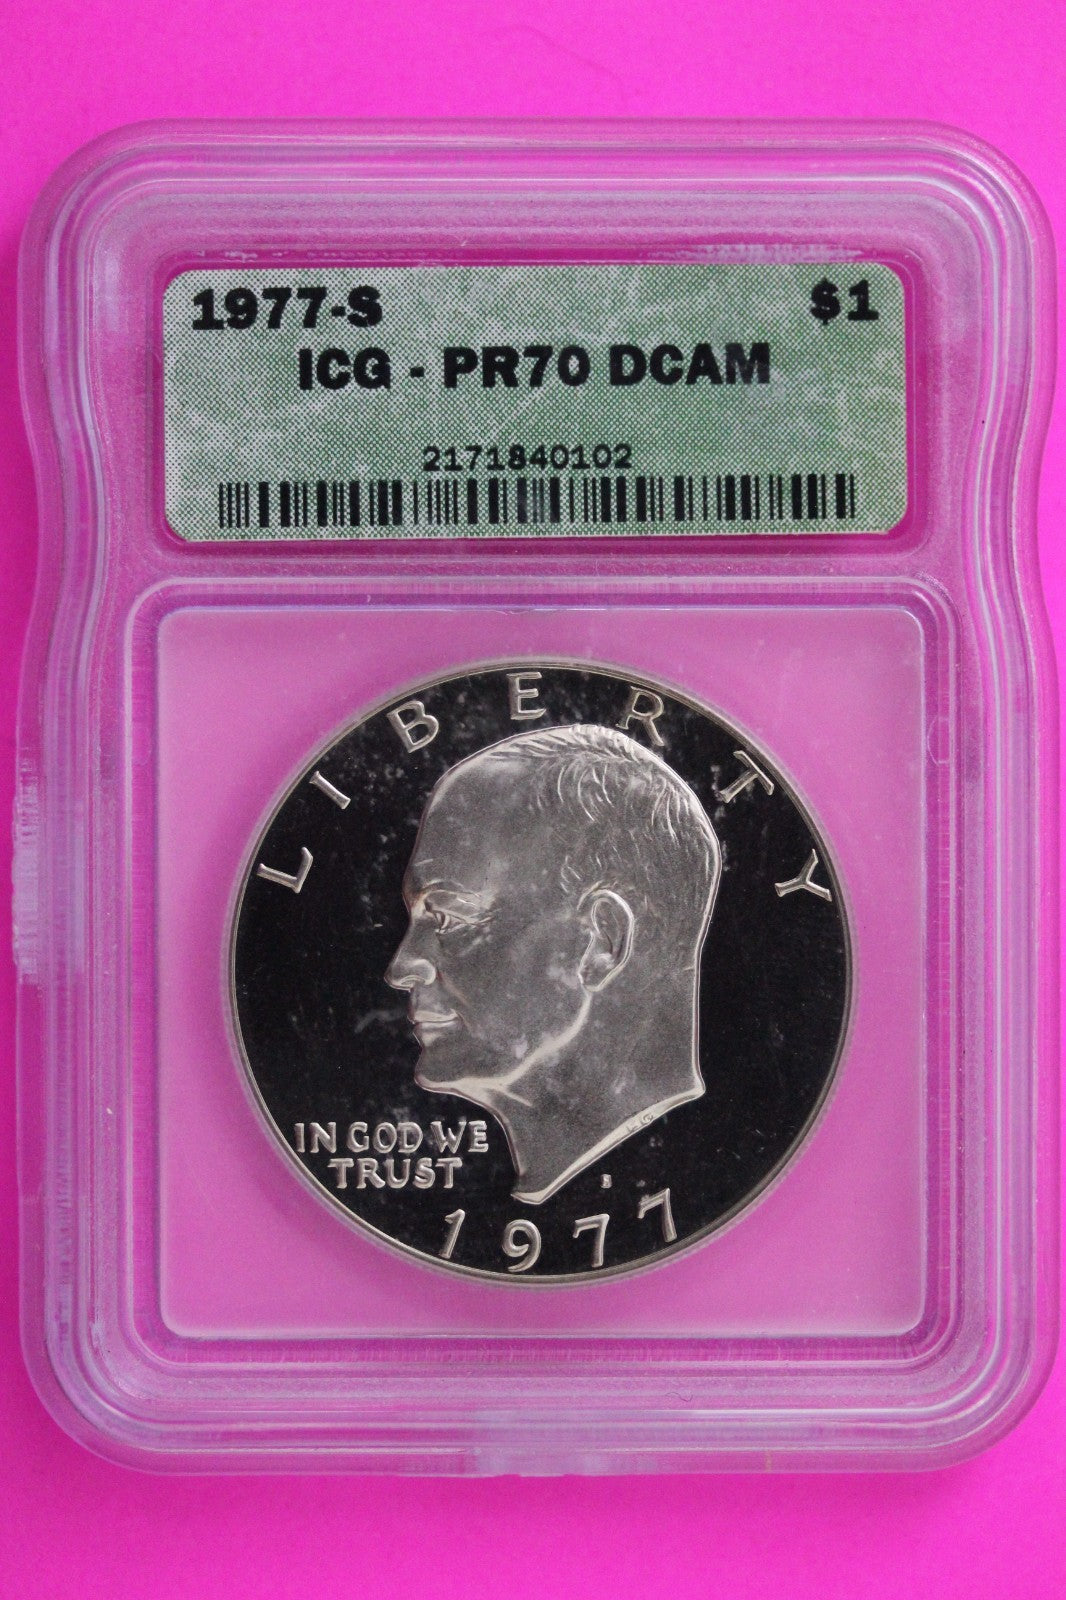 1977-S $1
ICG - PR70 DCAM
2171840102
LIBERTY
IN GOD WE
TRUST
S
1977